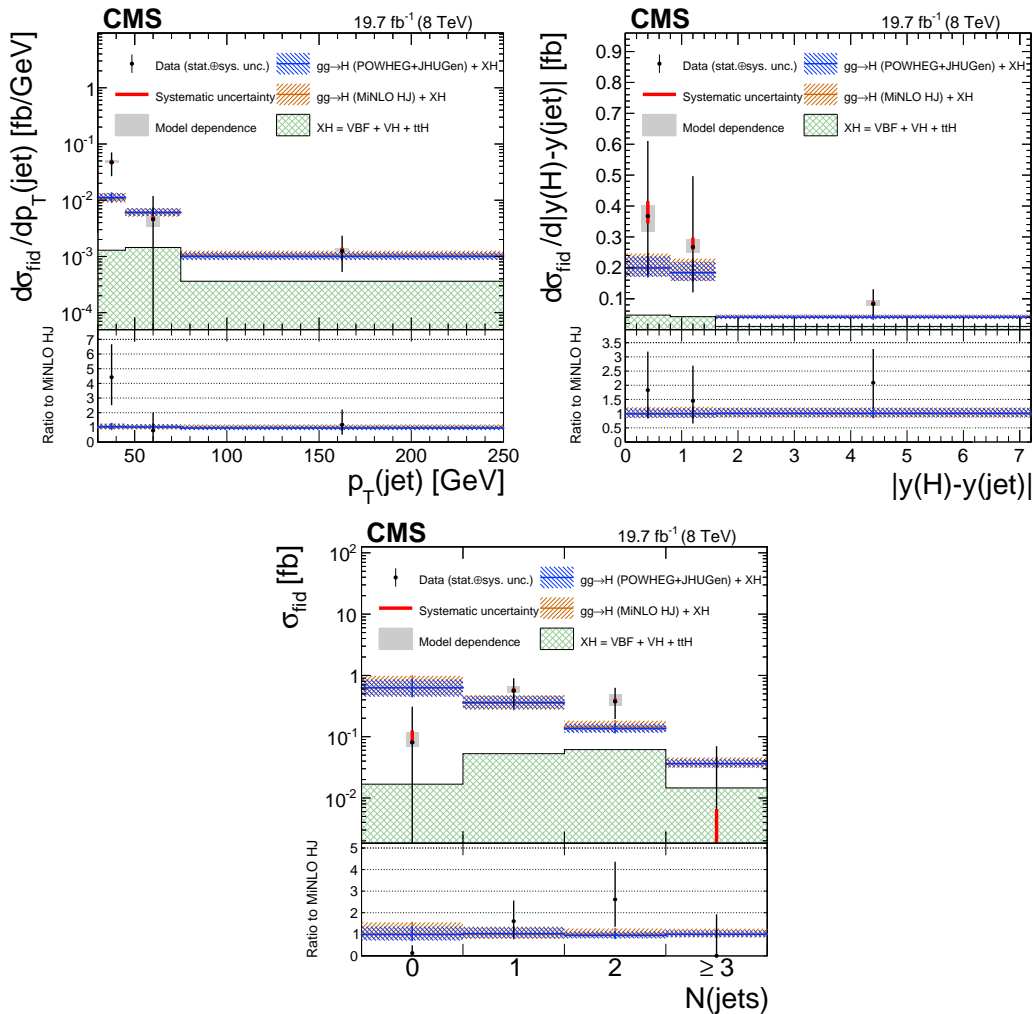 CMS 19.7 fb⁻¹ (8 TeV)
dσ_fid /dp_T(jet) [fb/GeV]
Data (stat.⊕sys. unc.) gg→H (POWHEG+JHUGen) + XH
Systematic uncertainty gg→H (MiNLO HJ) + XH
Model dependence XH = VBF + VH + ttH
1
10⁻¹
10⁻²
10⁻³
10⁻⁴
Ratio to MiNLO HJ
7
6
5
4
3
2
1
0
50 100 150 200 250
p_T(jet) [GeV]
CMS 19.7 fb⁻¹ (8 TeV)
dσ_fid /d|y(H)-y(jet)| [fb]
Data (stat.⊕sys. unc.) gg→H (POWHEG+JHUGen) + XH
Systematic uncertainty gg→H (MiNLO HJ) + XH
Model dependence XH = VBF + VH + ttH
0.9
0.8
0.7
0.6
0.5
0.4
0.3
0.2
0.1
Ratio to MiNLO HJ
3.5
3
2.5
2
1.5
1
0.5
0
0 1 2 3 4 5 6 7
|y(H)-y(jet)|
CMS 19.7 fb⁻¹ (8 TeV)
σ_fid [fb]
Data (stat.⊕sys. unc.) gg→H (POWHEG+JHUGen) + XH
Systematic uncertainty gg→H (MiNLO HJ) + XH
Model dependence XH = VBF + VH + ttH
10²
10
1
10⁻¹
10⁻²
Ratio to MiNLO HJ
5
4
3
2
1
0
0 1 2 ≥ 3
N(jets)